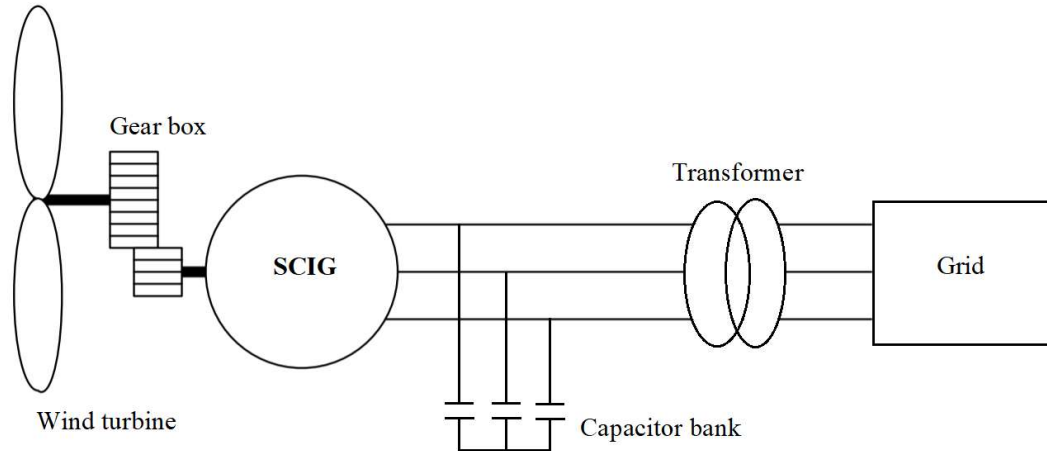 Gear box
Transformer
SCIG
Grid
Wind turbine
Capacitor bank